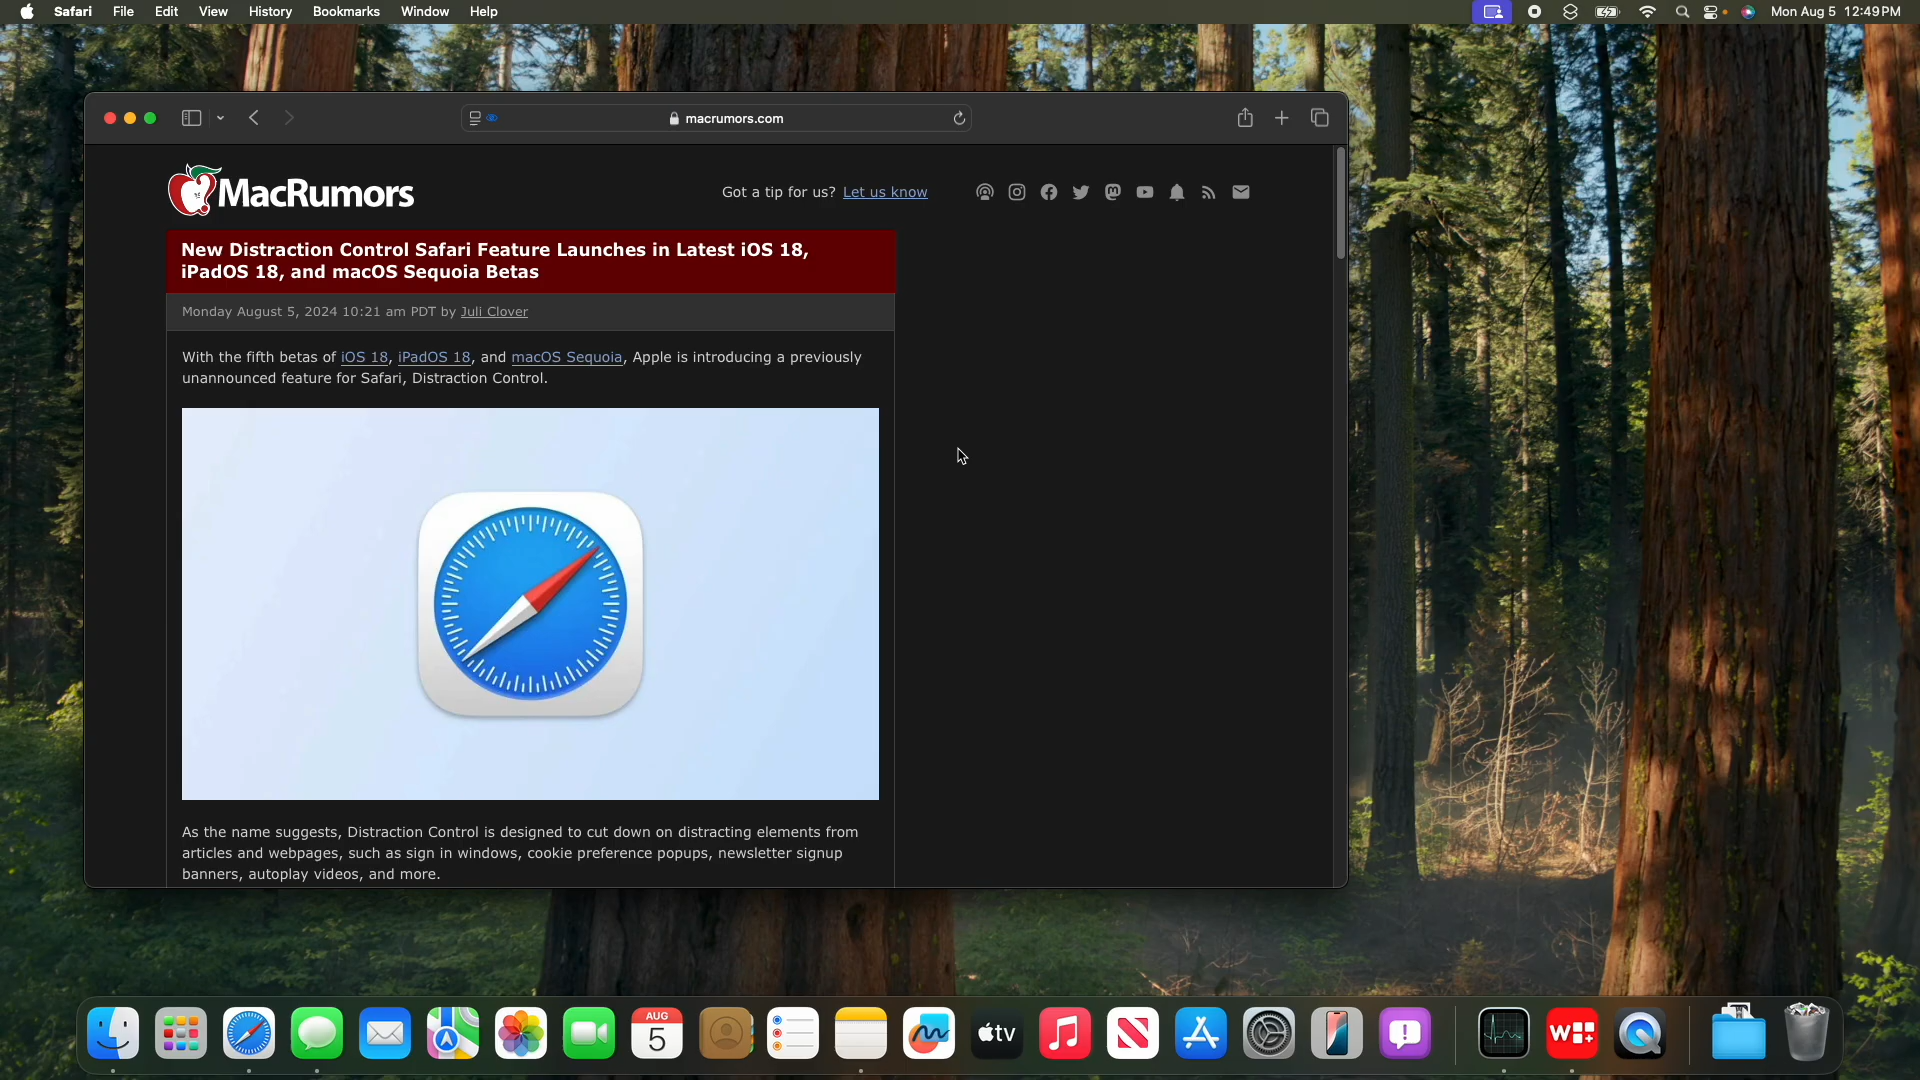 Safari File Edit View History Bookmarks Window Help
Mon Aug 5 12:49 PM
macrumors.com
MacRumors
Got a tip for us? Let us know
New Distraction Control Safari Feature Launches in Latest iOS 18,
iPadOS 18, and macOS Sequoia Betas
Monday August 5, 2024 10:21 am PDT by Juli Clover
With the fifth betas of iOS 18, iPadOS 18, and macOS Sequoia, Apple is introducing a previously
unannounced feature for Safari, Distraction Control.
As the name suggests, Distraction Control is designed to cut down on distracting elements from
articles and webpages, such as sign in windows, cookie preference popups, newsletter signup
banners, autoplay videos, and more.
AUG
5
tv
W